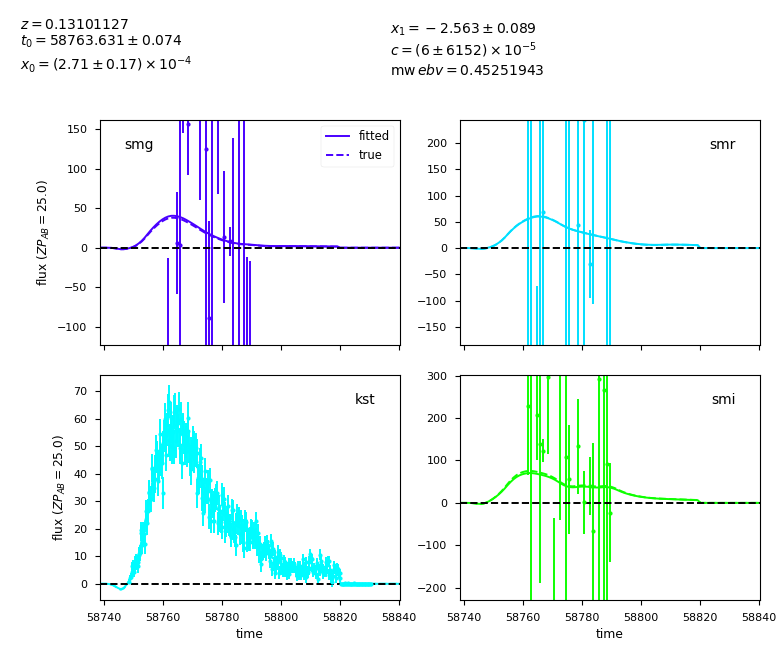 z = 0.13101127
t0 = 58763.631 ± 0.074
x0 = (2.71 ± 0.17) × 10^−4
x1 = −2.563 ± 0.089
c = (6 ± 6152) × 10^−5
mw ebv = 0.45251943
smg
fitted
true
150
100
50
0
−50
−100
flux (ZP_AB = 25.0)
smr
200
150
100
50
0
−50
−100
−150
kst
70
60
50
40
30
20
10
0
flux (ZP_AB = 25.0)
58740 58760 58780 58800 58820 58840
time
smi
300
200
100
0
−100
−200
58740 58760 58780 58800 58820 58840
time